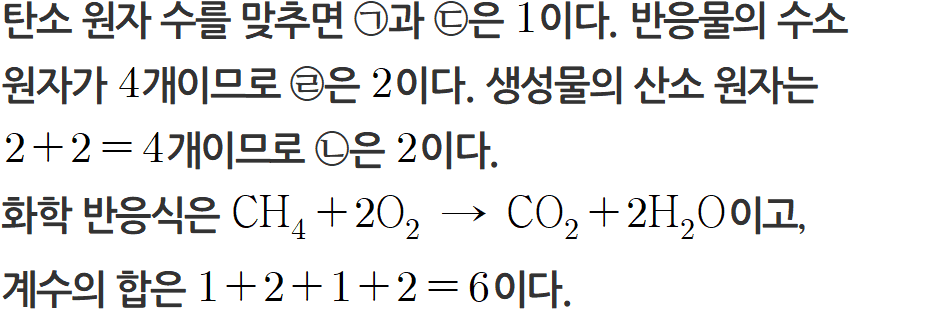 탄소 원자 수를 맞추면 ㉠과 ㉢은 1이다. 반응물의 수소
원자가 4개이므로 ㉣은 2이다. 생성물의 산소 원자는
2+2=4개이므로 ㉡은 2이다.
화학 반응식은 CH₄+2O₂ → CO₂+2H₂O이고,
계수의 합은 1+2+1+2=6이다.